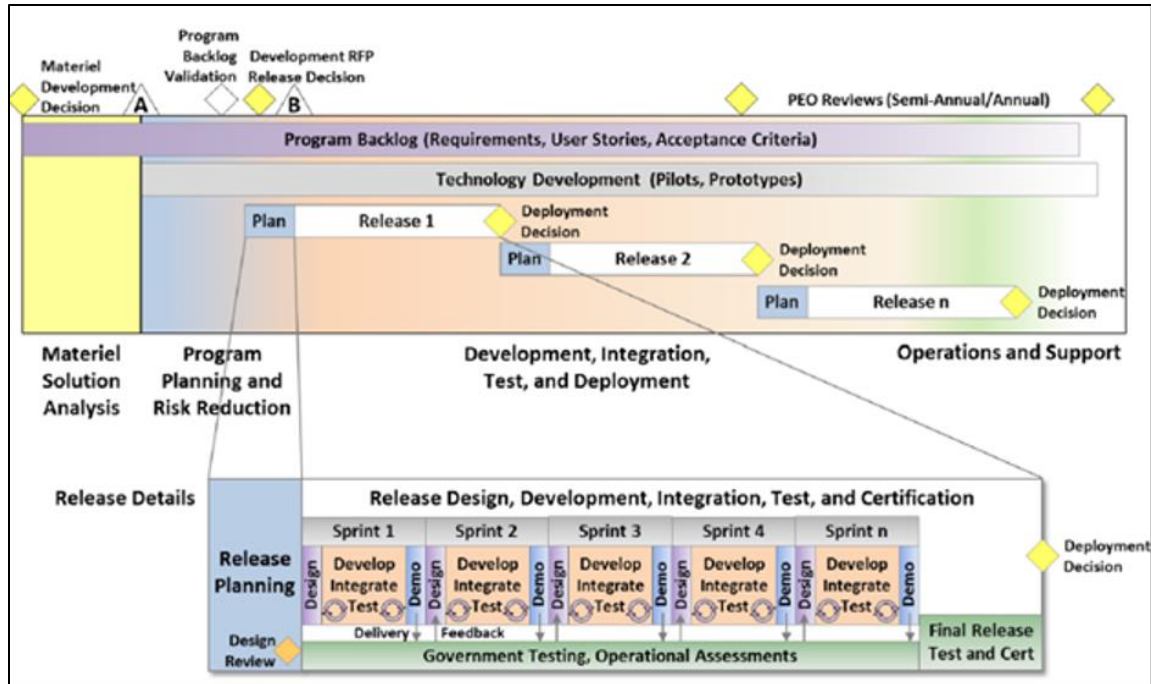 Materiel
Development
Decision
A
Program
Backlog
Validation
Development RFP
Release Decision
B
PEO Reviews (Semi-Annual/Annual)
Program Backlog (Requirements, User Stories, Acceptance Criteria)
Technology Development (Pilots, Prototypes)
Plan
Release 1
Deployment
Decision
Plan
Release 2
Deployment
Decision
Plan
Release n
Deployment
Decision
Materiel
Solution
Analysis
Program
Planning and
Risk Reduction
Development, Integration,
Test, and Deployment
Operations and Support
Release Details
Release Design, Development, Integration, Test, and Certification
Release
Planning
Design
Review
Sprint 1
Sprint 2
Sprint 3
Sprint 4
Sprint n
Design
Develop
Integrate
Test
Demo
Design
Develop
Integrate
Test
Demo
Design
Develop
Integrate
Test
Demo
Design
Develop
Integrate
Test
Demo
Design
Develop
Integrate
Test
Demo
Delivery
Feedback
Government Testing, Operational Assessments
Final Release
Test and Cert
Deployment
Decision